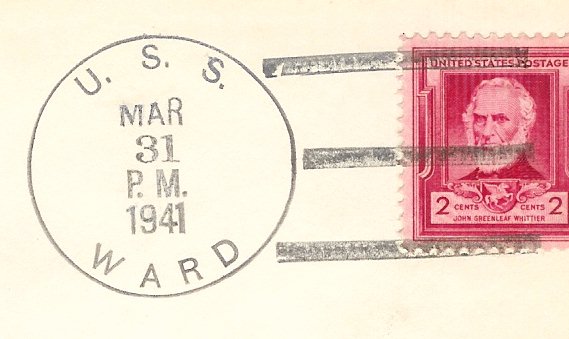 U. S. S.
MAR
31
P. M.
1941
WARD
UNITED STATES POSTAGE
2 CENTS CENTS 2
JOHN GREENLEAF WHITTIER